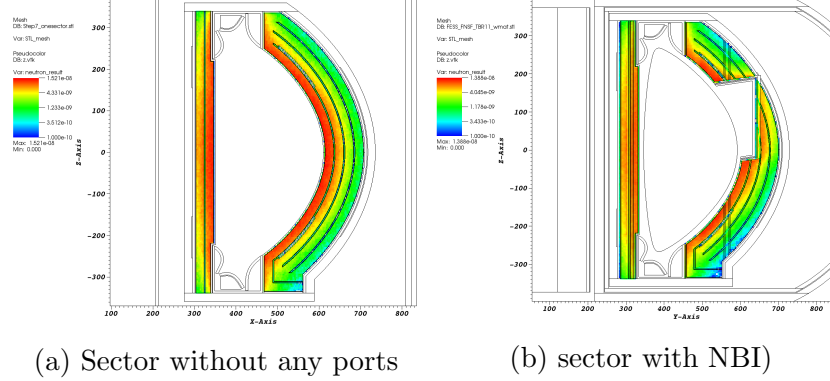 Mesh
DB: Step7_onesector.stl
Var: STL_mesh
Pseudocolor
DB: z.vtk
Var: neutron_result
1.521e-08
4.331e-09
1.233e-09
3.512e-10
1.000e-10
Max: 1.521e-08
Min: 0.000
Z-Axis
300
200
100
0
-100
-200
-300
100
200
300
400
500
600
700
800
X-Axis
(a) Sector without any ports
Mesh
DB: FESS_FNSF_TBR11_wmat.stl
Var: STL_mesh
Pseudocolor
DB: z.vtk
Var: neutron_result
1.388e-08
4.045e-09
1.178e-09
3.433e-10
1.000e-10
Max: 1.388e-08
Min: 0.000
Z-Axis
300
200
100
0
-100
-200
-300
100
200
300
400
500
600
700
800
Y-Axis
(b) sector with NBI)